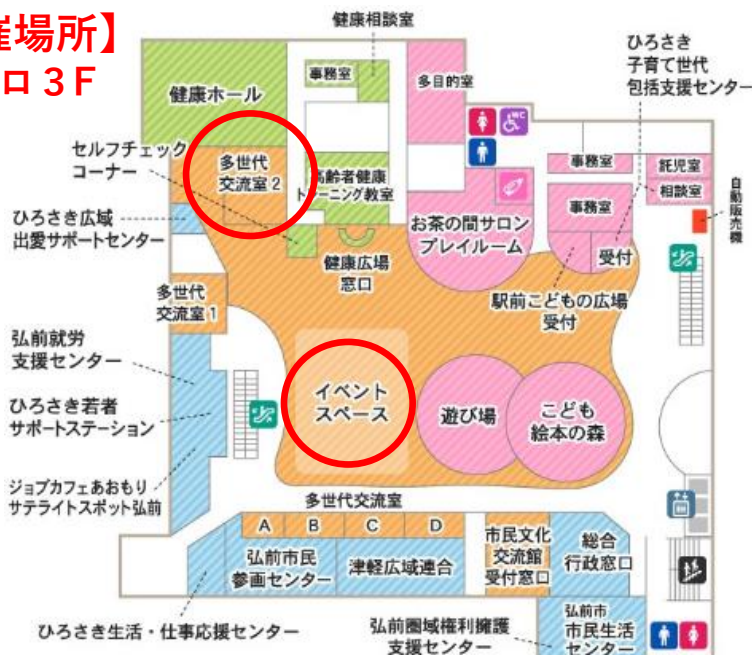 催場所】
ロ 3F
健康相談室
健康ホール
事務室
多目的室
ひろさき
子育て世代
包括支援センター
セルフチェック
コーナー
多世代
交流室2
高齢者健康
トレーニング教室
WC
事務室
託児室
相談室
自動販売機
ひろさき広域
出愛サポートセンター
お茶の間サロン
プレイルーム
事務室
受付
健康広場
窓口
駅前こどもの広場
受付
多世代
交流室1
弘前就労
支援センター
ひろさき若者
サポートステーション
ジョブカフェあおもり
サテライトスポット弘前
イベント
スペース
遊び場
こども
絵本の森
多世代交流室
A B C D
弘前市民
参画センター
津軽広域連合
市民文化
交流館
受付窓口
総合
行政窓口
ひろさき生活・仕事応援センター
弘前圏域権利擁護
支援センター
弘前市
市民生活
センター